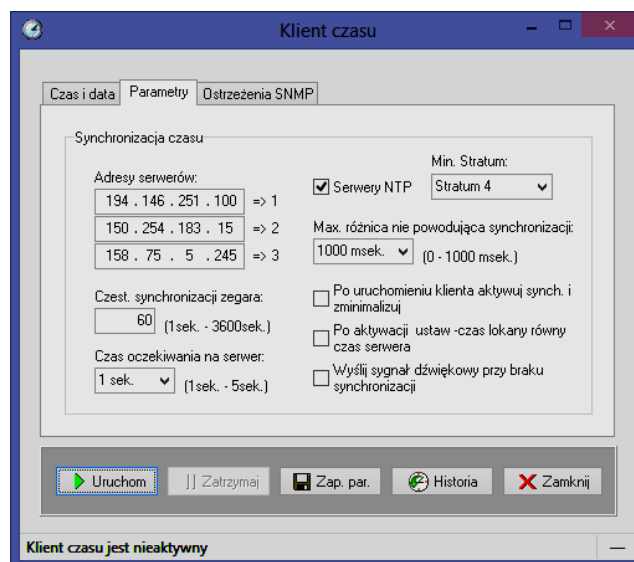 Klient czasu
Czas i data
Parametry
Ostrzeżenia SNMP
Synchronizacja czasu
Adresy serwerów:
194 . 146 . 251 . 100 => 1
150 . 254 . 183 . 15 => 2
158 . 75 . 5 . 245 => 3
Czest. synchronizacji zegara:
60 (1sek. - 3600sek.)
Czas oczekiwania na serwer:
1 sek. (1sek. - 5sek.)
Min. Stratum:
Serwery NTP
Stratum 4
Max. różnica nie powodująca synchronizacji:
1000 msek. (0 - 1000 msek.)
Po uruchomieniu klienta aktywuj synch. i
zminimalizuj
Po aktywacji ustaw -czas lokany równy
czas serwera
Wyślij sygnał dźwiękowy przy braku
synchronizacji
Uruchom
Zatrzymaj
Zap. par.
Historia
Zamknij
Klient czasu jest nieaktywny